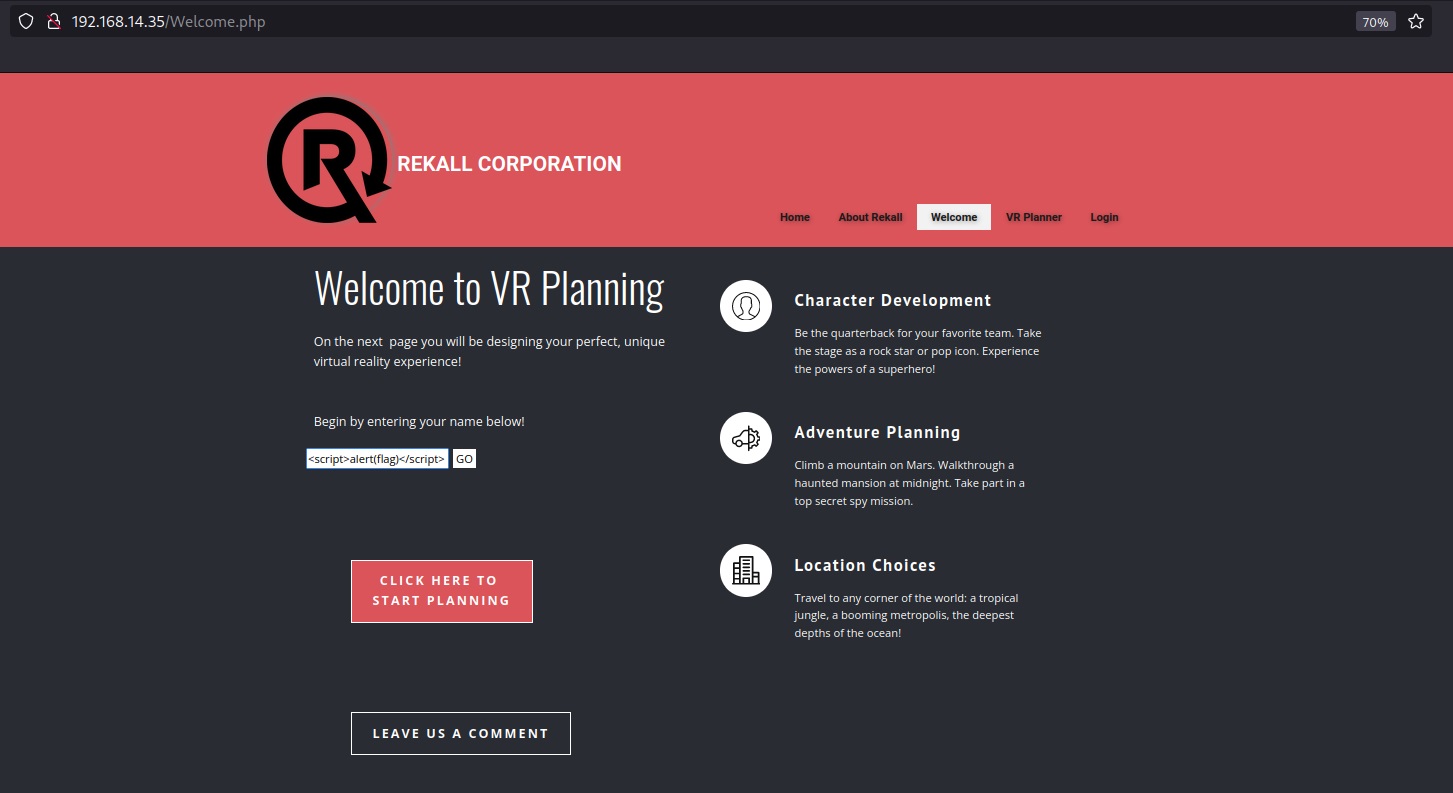 192.168.14.35/Welcome.php
70%
R
REKALL CORPORATION
Home About Rekall Welcome VR Planner Login
Welcome to VR Planning
On the next page you will be designing your perfect, unique
virtual reality experience!
Begin by entering your name below!
<script>alert(flag)</script> GO
CLICK HERE TO
START PLANNING
LEAVE US A COMMENT
Character Development
Be the quarterback for your favorite team. Take
the stage as a rock star or pop icon. Experience
the powers of a superhero!
Adventure Planning
Climb a mountain on Mars. Walkthrough a
haunted mansion at midnight. Take part in a
top secret spy mission.
Location Choices
Travel to any corner of the world: a tropical
jungle, a booming metropolis, the deepest
depths of the ocean!